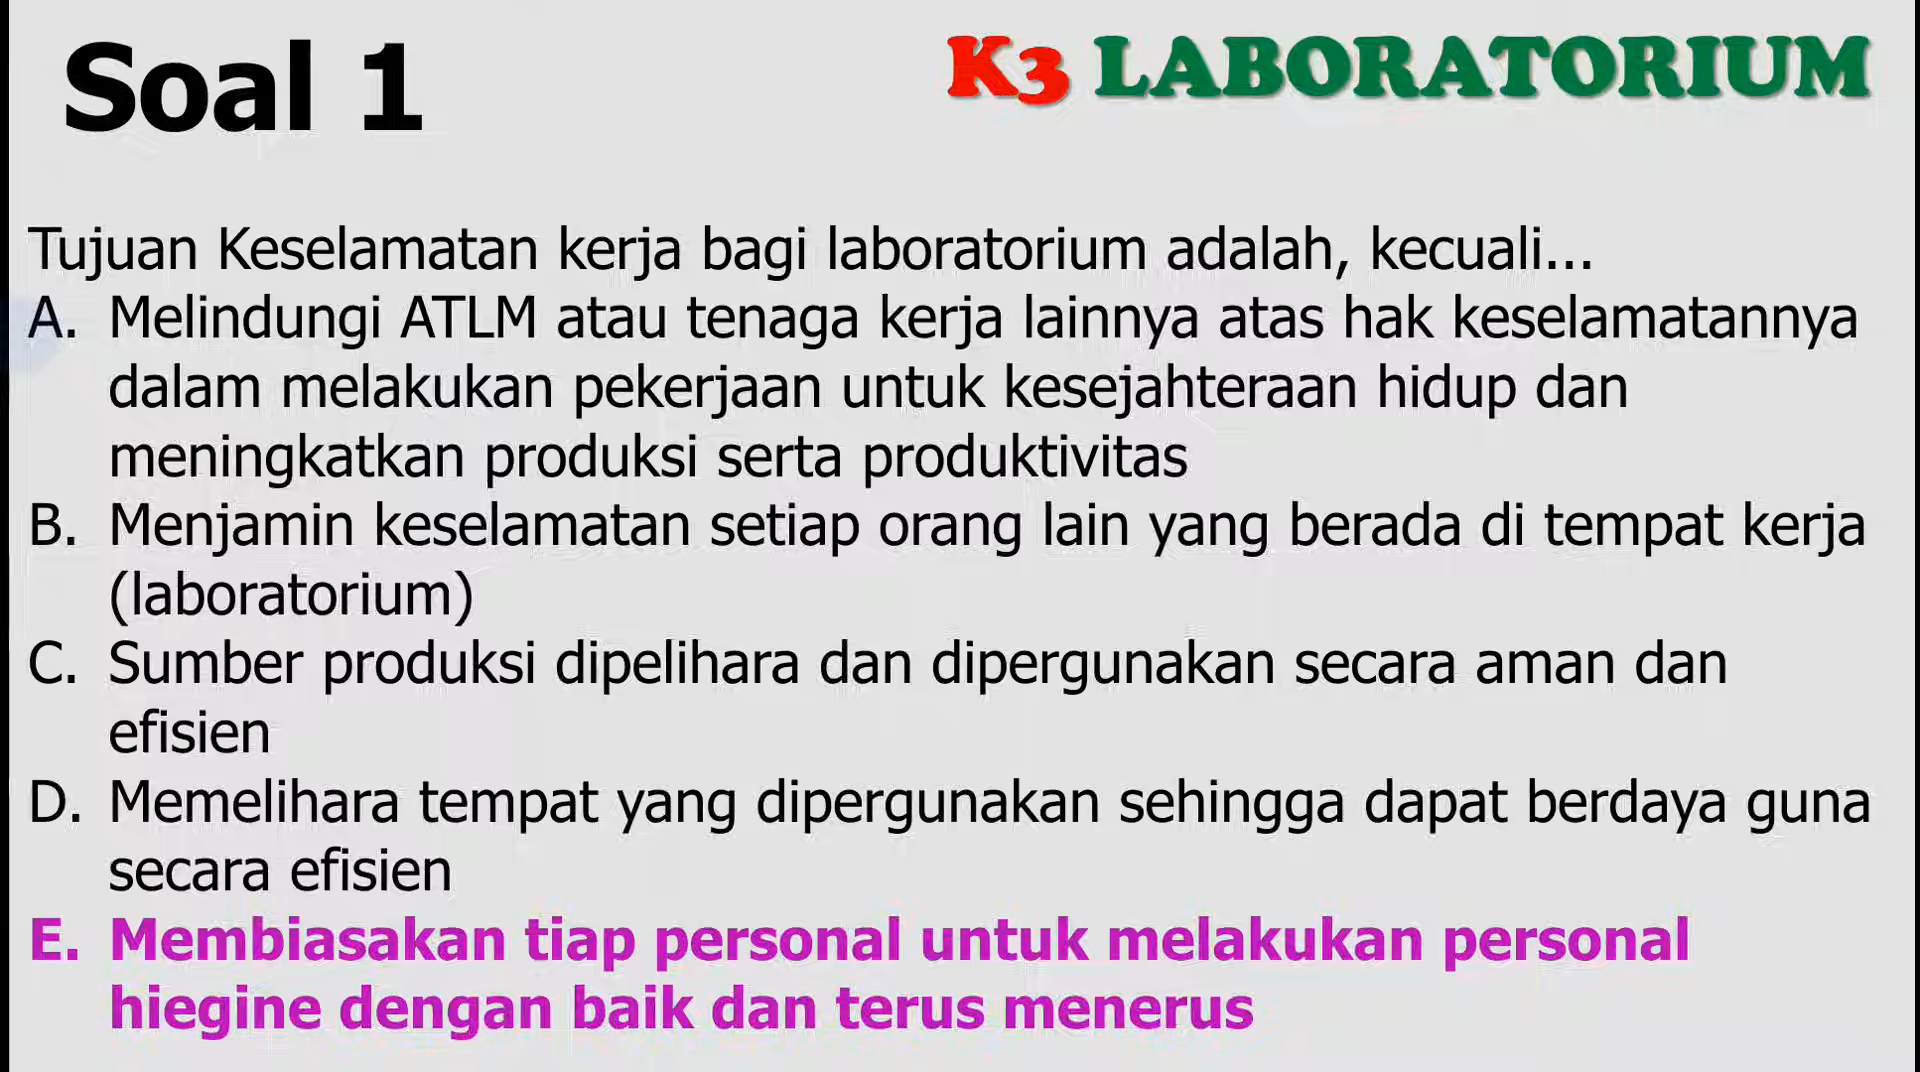 Soal 1
K3 LABORATORIUM
Tujuan Keselamatan kerja bagi laboratorium adalah, kecuali...
A. Melindungi ATLM atau tenaga kerja lainnya atas hak keselamatannya
dalam melakukan pekerjaan untuk kesejahteraan hidup dan
meningkatkan produksi serta produktivitas
B. Menjamin keselamatan setiap orang lain yang berada di tempat kerja
(laboratorium)
C. Sumber produksi dipelihara dan dipergunakan secara aman dan
efisien
D. Memelihara tempat yang dipergunakan sehingga dapat berdaya guna
secara efisien
E. Membiasakan tiap personal untuk melakukan personal
hiegine dengan baik dan terus menerus